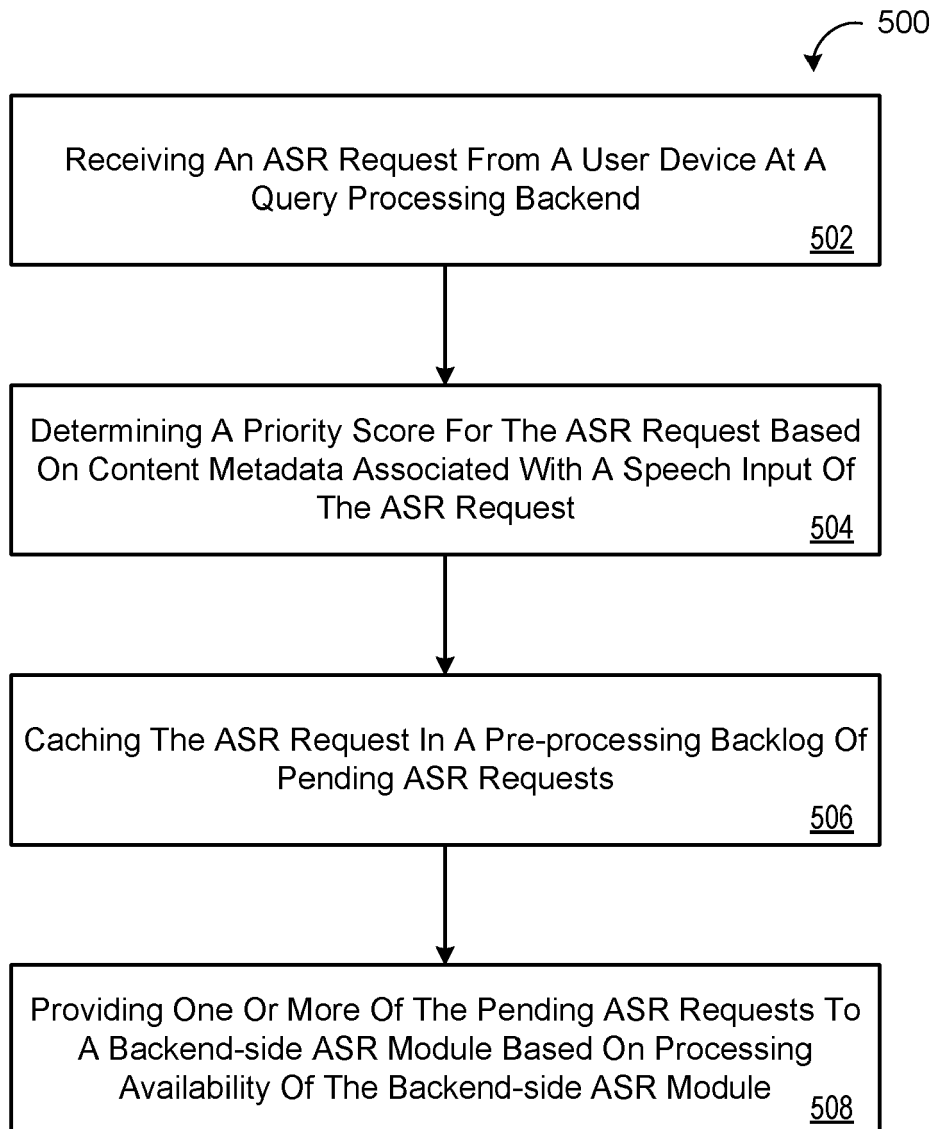 500
Receiving An ASR Request From A User Device At A
Query Processing Backend
502
Determining A Priority Score For The ASR Request Based
On Content Metadata Associated With A Speech Input Of
The ASR Request
504
Caching The ASR Request In A Pre-processing Backlog Of
Pending ASR Requests
506
Providing One Or More Of The Pending ASR Requests To
A Backend-side ASR Module Based On Processing
Availability Of The Backend-side ASR Module
508